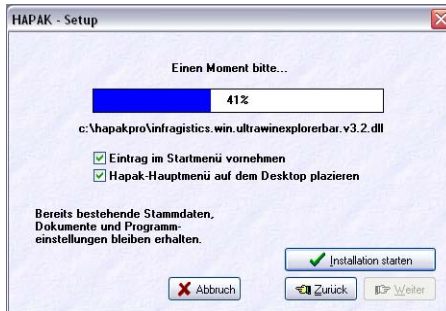 HAPAK - Setup
Einen Moment bitte...
41%
c:\hapakpro\infragistics.win.ultrawinexplorerbar.v3.2.dll
Eintrag im Startmenü vornehmen
Hapak-Hauptmenü auf dem Desktop plazieren
Bereits bestehende Stammdaten,
Dokumente und Programm-
einstellungen bleiben erhalten.
Installation starten
Abbruch
Zurück
Weiter